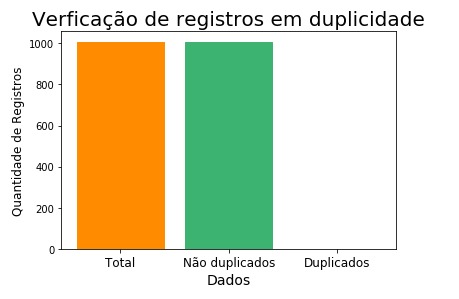 Verficação de registros em duplicidade
Quantidade de Registros
1000
800
600
400
200
0
Total
Não duplicados
Duplicados
Dados